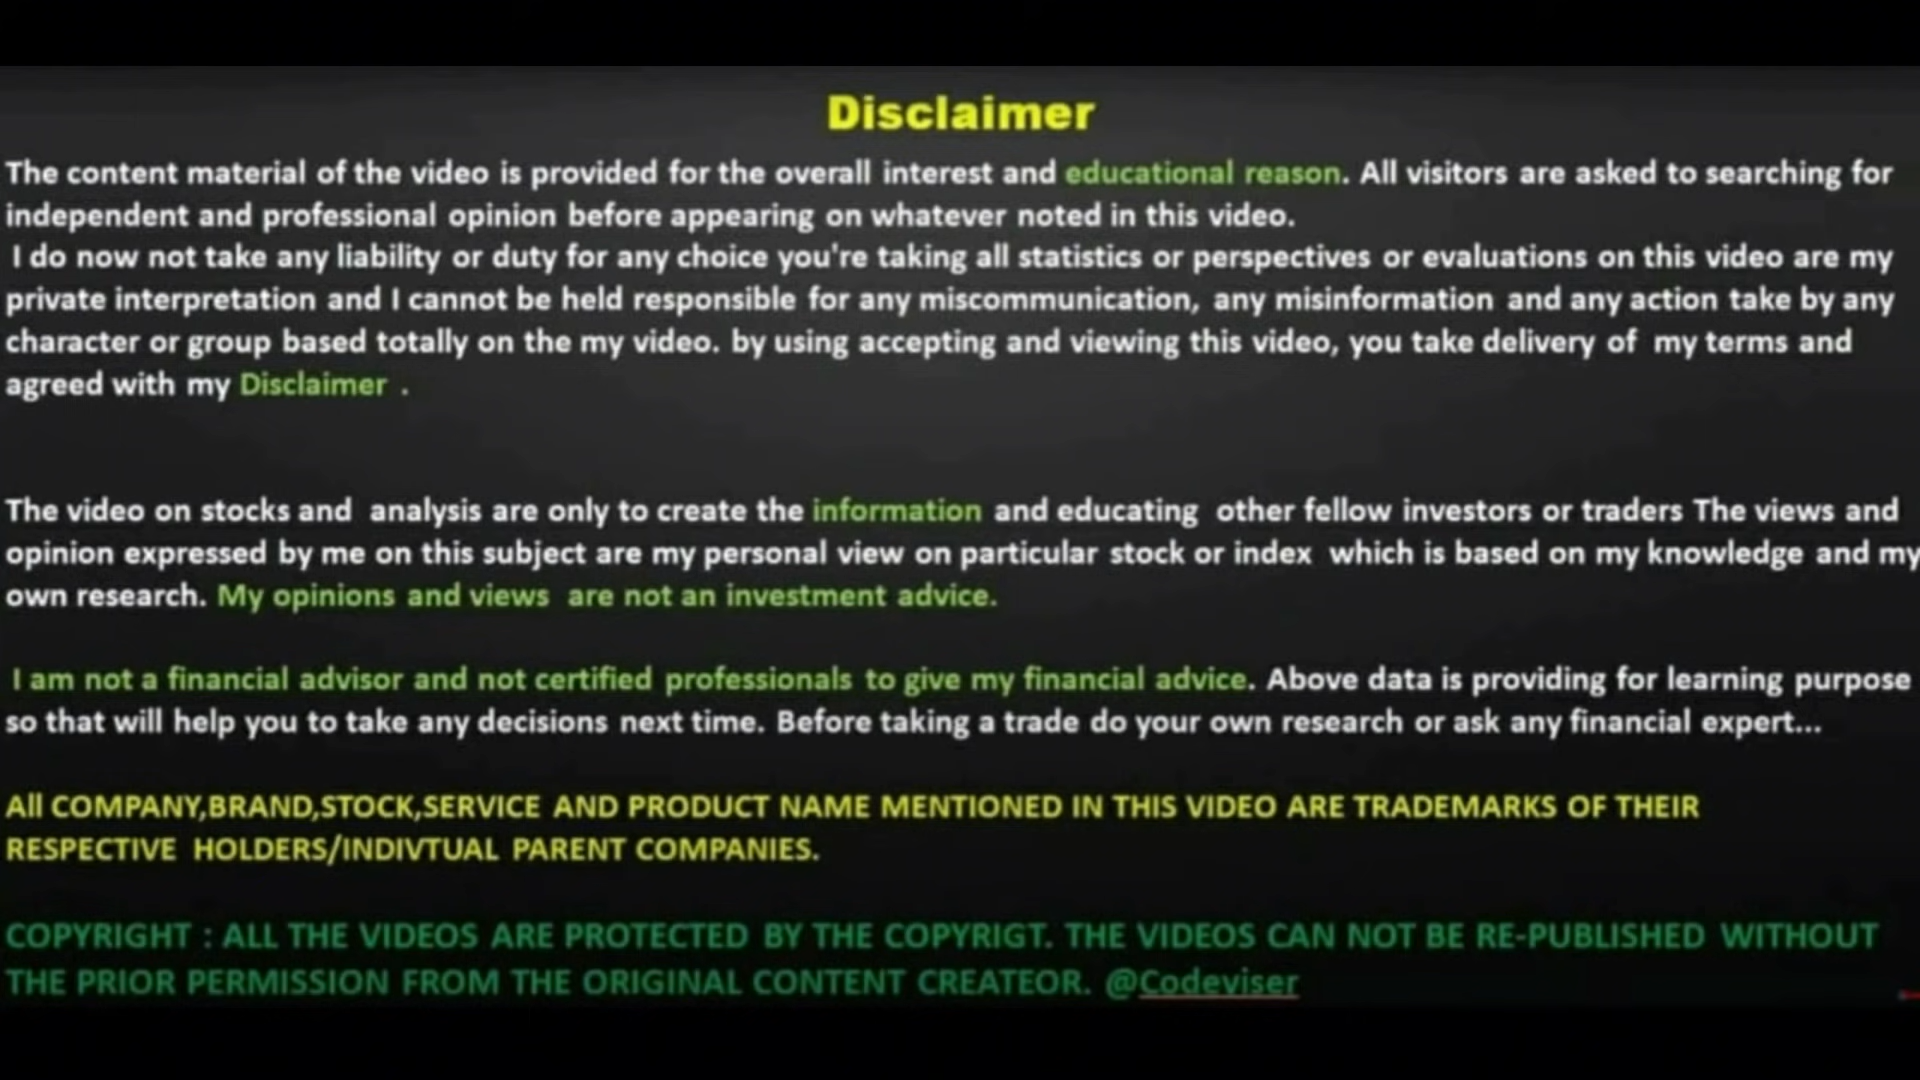 Disclaimer
The content material of the video is provided for the overall interest and educational reason. All visitors are asked to searching for
independent and professional opinion before appearing on whatever noted in this video.
I do now not take any liability or duty for any choice you're taking all statistics or perspectives or evaluations on this video are my
private interpretation and I cannot be held responsible for any miscommunication, any misinformation and any action take by any
character or group based totally on the my video. by using accepting and viewing this video, you take delivery of my terms and
agreed with my Disclaimer .
The video on stocks and analysis are only to create the information and educating other fellow investors or traders The views and
opinion expressed by me on this subject are my personal view on particular stock or index which is based on my knowledge and my
own research. My opinions and views are not an investment advice.
I am not a financial advisor and not certified professionals to give my financial advice. Above data is providing for learning purpose
so that will help you to take any decisions next time. Before taking a trade do your own research or ask any financial expert...
All COMPANY,BRAND,STOCK,SERVICE AND PRODUCT NAME MENTIONED IN THIS VIDEO ARE TRADEMARKS OF THEIR
RESPECTIVE HOLDERS/INDIVTUAL PARENT COMPANIES.
COPYRIGHT : ALL THE VIDEOS ARE PROTECTED BY THE COPYRIGT. THE VIDEOS CAN NOT BE RE-PUBLISHED WITHOUT
THE PRIOR PERMISSION FROM THE ORIGINAL CONTENT CREATEOR. @Codeviser